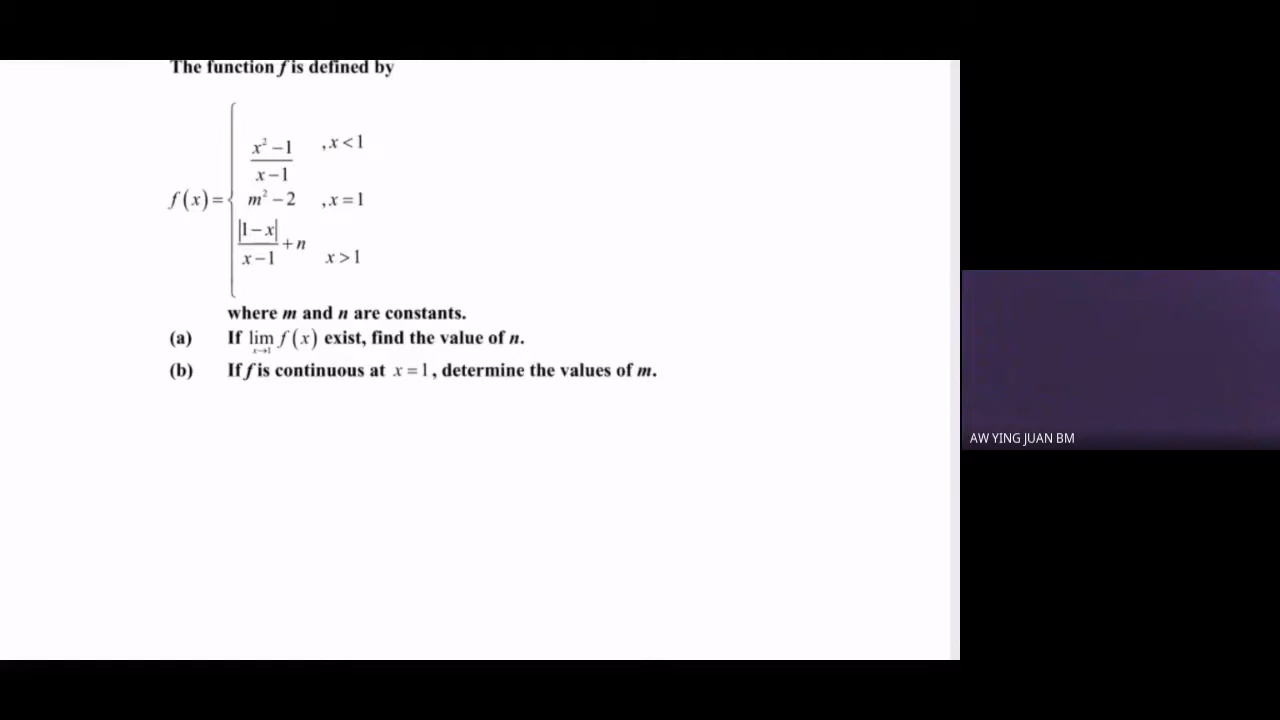 The function f is defined by
f(x) = { (x² − 1)/(x − 1) , x < 1
m² − 2 , x = 1
|1 − x|/(x − 1) + n x > 1
where m and n are constants.
(a) If lim x→1 f(x) exist, find the value of n.
(b) If f is continuous at x = 1, determine the values of m.
AW YING JUAN BM